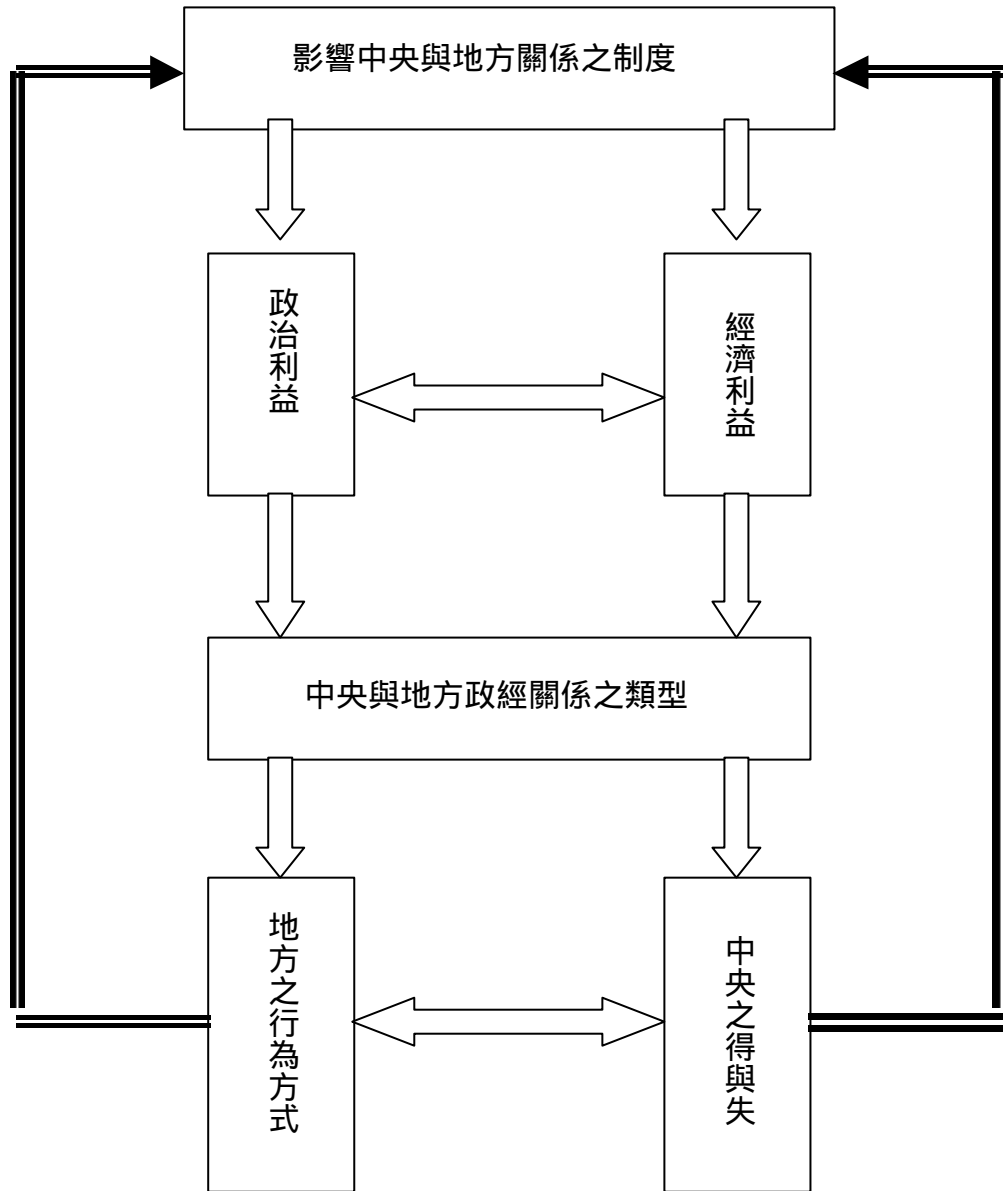 影響中央與地方關係之制度
政治利益
經濟利益
中央與地方政經關係之類型
地方之行為方式
中央之得與失